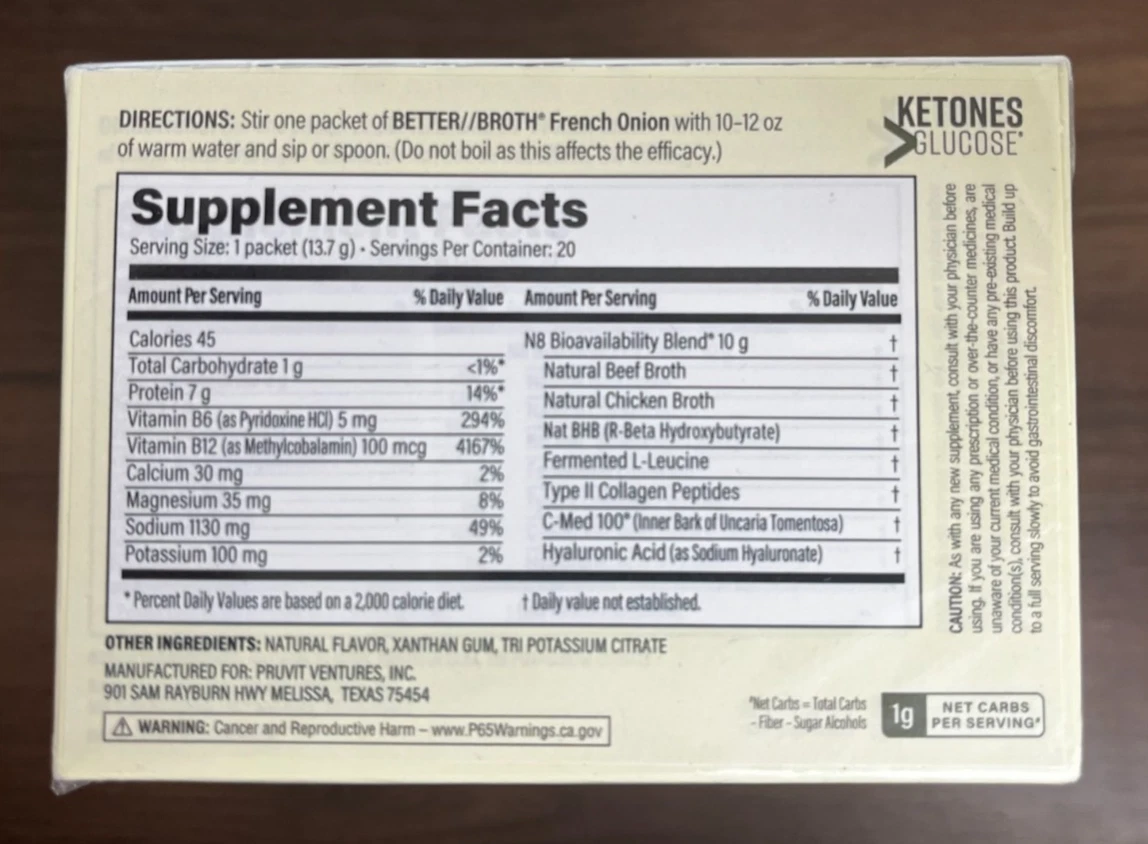 DIRECTIONS: Stir one packet of BETTER//BROTH® French Onion with 10-12 oz
of warm water and sip or spoon. (Do not boil as this affects the efficacy.)
KETONES
>GLUCOSE*
Supplement Facts
Serving Size: 1 packet (13.7 g) • Servings Per Container: 20
Amount Per Serving % Daily Value
Calories 45
Total Carbohydrate 1 g <1%*
Protein 7 g 14%*
Vitamin B6 (as Pyridoxine HCl) 5 mg 294%
Vitamin B12 (as Methylcobalamin) 100 mcg 4167%
Calcium 30 mg 2%
Magnesium 35 mg 8%
Sodium 1130 mg 49%
Potassium 100 mg 2%
Amount Per Serving % Daily Value
N8 Bioavailability Blend* 10 g †
Natural Beef Broth †
Natural Chicken Broth †
Nat BHB (R-Beta Hydroxybutyrate) †
Fermented L-Leucine †
Type II Collagen Peptides †
C-Med 100® (Inner Bark of Uncaria Tomentosa) †
Hyaluronic Acid (as Sodium Hyaluronate) †
* Percent Daily Values are based on a 2,000 calorie diet.
† Daily value not established.
CAUTION: As with any new supplement, consult with your physician before
using. If you are using any prescription or over-the-counter medicines, are
unaware of your current medical condition, or have any pre-existing medical
condition(s), consult with your physician before using this product. Build up
to a full serving slowly to avoid gastrointestinal discomfort.
OTHER INGREDIENTS: NATURAL FLAVOR, XANTHAN GUM, TRI POTASSIUM CITRATE
MANUFACTURED FOR: PRUVIT VENTURES, INC.
901 SAM RAYBURN HWY MELISSA, TEXAS 75454
WARNING: Cancer and Reproductive Harm – www.P65Warnings.ca.gov
*Net Carbs = Total Carbs
- Fiber - Sugar Alcohols
1g NET CARBS
PER SERVING*